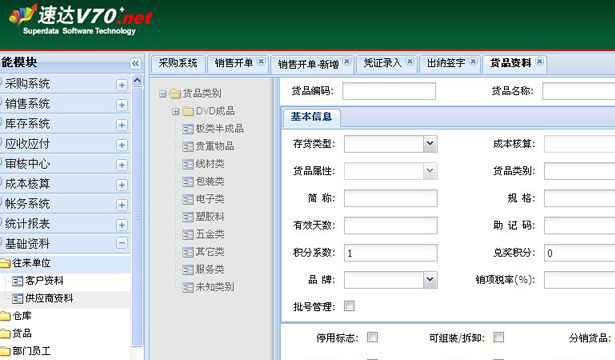 速达V70+.net
Superdata Software Technology
能模块
采购系统
销售系统
库存系统
应收应付
审核中心
成本核算
帐务系统
统计报表
基础资料
往来单位
客户资料
供应商资料
仓库
货品
部门员工
采购系统 销售开单 销售开单-新增 凭证录入 出纳签字 货品资料
货品类别
DVD成品
板类半成品
贵重物品
线材类
包装类
电子类
塑胶料
五金类
其它类
服务类
未知类别
货品编码: 货品名称:
基本信息
存货类型: 成本核算:
货品属性: 货品类别:
简 称: 规 格:
有效天数: 助 记 码:
积分系数: 1 兑奖积分: 0
品 牌: 销项税率(%):
批号管理:
停用标志: 可组装/拆卸: 分销货品: